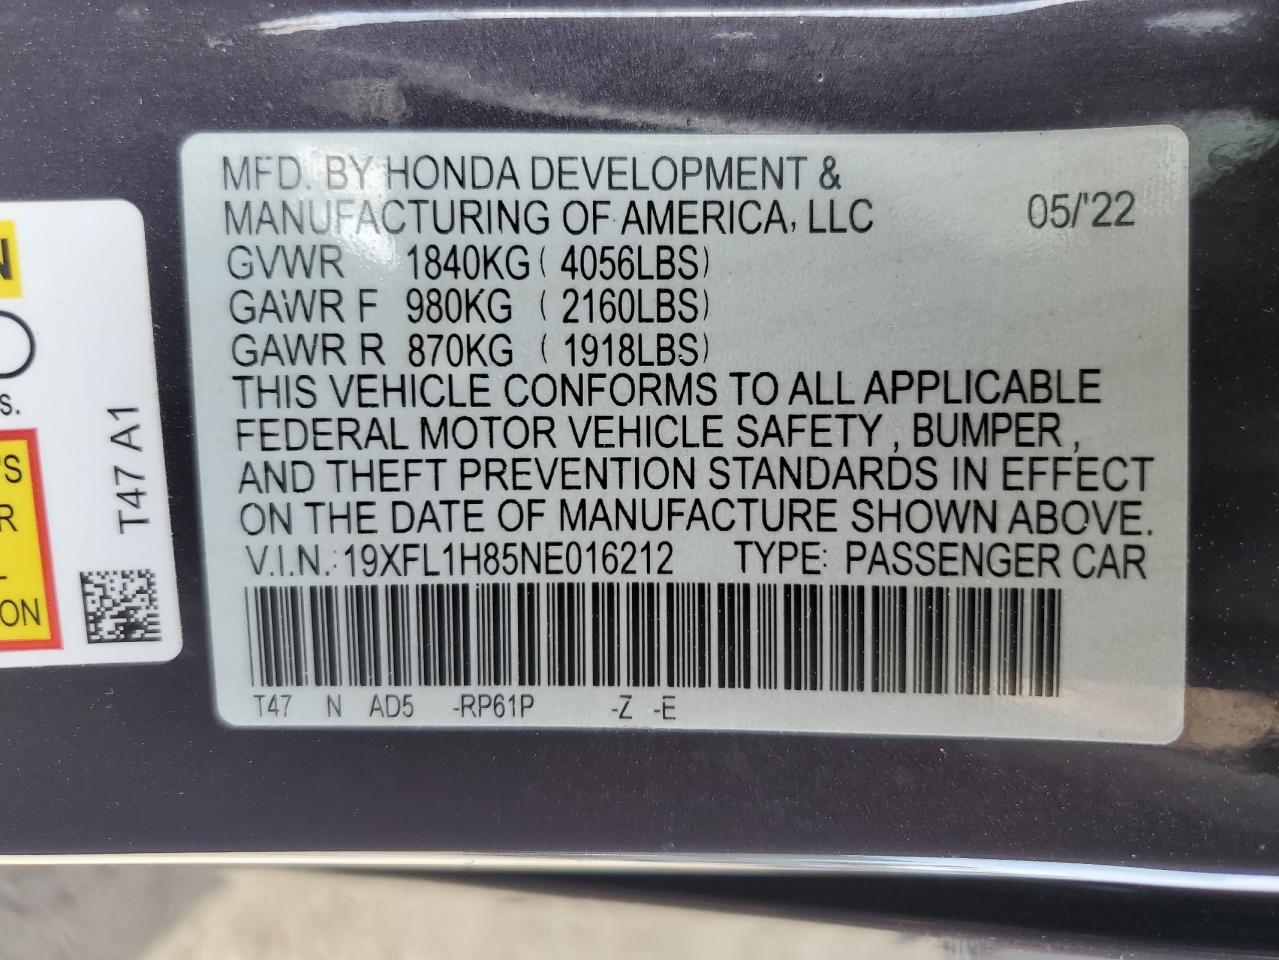 MFD. BY HONDA DEVELOPMENT &
MANUFACTURING OF AMERICA, LLC 05/'22
GVWR 1840KG ( 4056LBS)
GAWR F 980KG ( 2160LBS)
GAWR R 870KG ( 1918LBS)
THIS VEHICLE CONFORMS TO ALL APPLICABLE
FEDERAL MOTOR VEHICLE SAFETY , BUMPER ,
AND THEFT PREVENTION STANDARDS IN EFFECT
ON THE DATE OF MANUFACTURE SHOWN ABOVE.
V.I.N.: 19XFL1H85NE016212 TYPE: PASSENGER CAR
T47 N AD5 -RP61P -Z -E
T47 A1